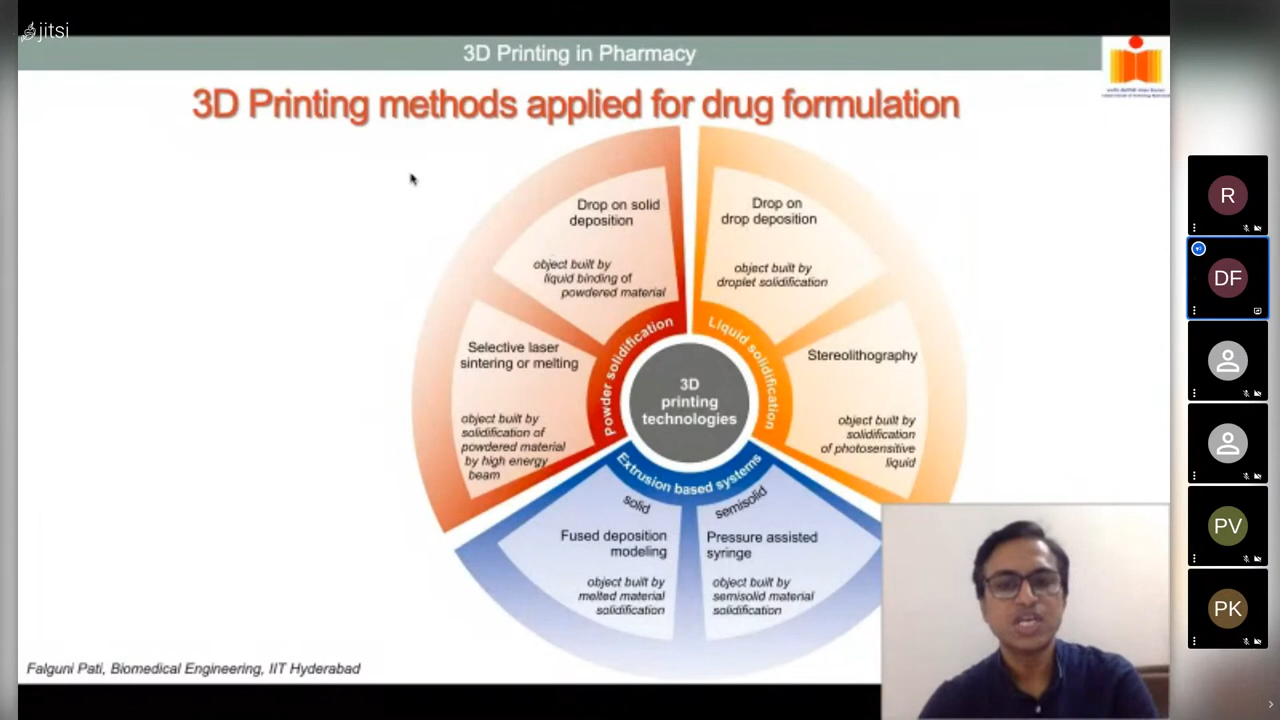 jitsi
3D Printing in Pharmacy
3D Printing methods applied for drug formulation
Drop on solid
deposition
object built by
liquid binding of
powdered material
Drop on
drop deposition
object built by
droplet solidification
Selective laser
sintering or melting
object built by
solidification of
powdered material
by high energy
beam
Stereolithography
object built by
solidification
of photosensitive
liquid
Powder solidification
Liquid solidification
3D
printing
technologies
Extrusion based systems
solid
semisolid
Fused deposition
modeling
object built by
melted material
solidification
Pressure assisted
syringe
object built by
semisolid material
solidification
Falguni Pati, Biomedical Engineering, IIT Hyderabad
R
DF
PV
PK